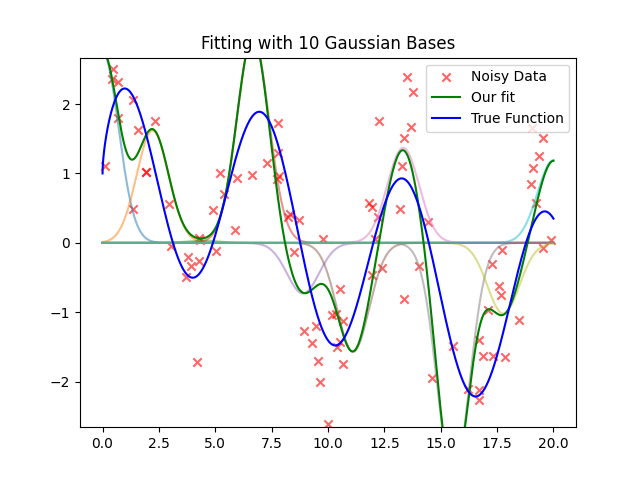 Fitting with 10 Gaussian Bases
Noisy Data
Our fit
True Function
2
1
0
−1
−2
0.0 2.5 5.0 7.5 10.0 12.5 15.0 17.5 20.0